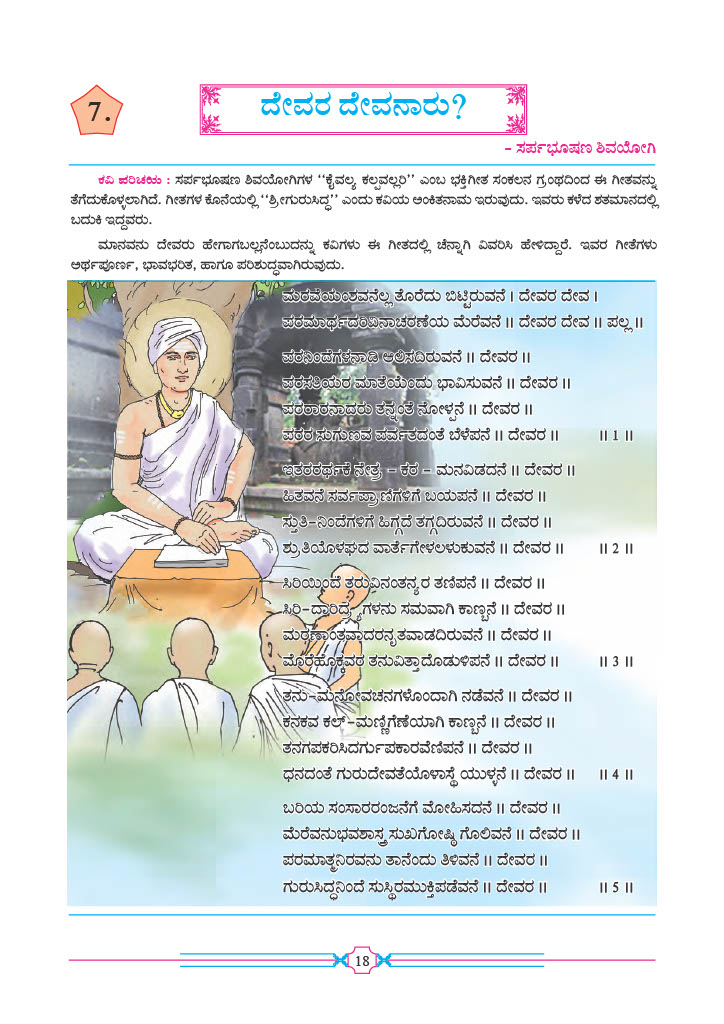 7.
ದೇವರ ದೇವನಾರು?
– ಸರ್ಪಭೂಷಣ ಶಿವಯೋಗಿ
ಕವಿ ಪರಿಚಯ : ಸರ್ಪಭೂಷಣ ಶಿವಯೋಗಿಗಳ ‘‘ಕೈವಲ್ಯ ಕಲ್ಪವಲ್ಲರಿ’’ ಎಂಬ ಭಕ್ತಿಗೀತ ಸಂಕಲನ ಗ್ರಂಥದಿಂದ ಈ ಗೀತವನ್ನು
ತೆಗೆದುಕೊಳ್ಳಲಾಗಿದೆ. ಗೀತಗಳ ಕೊನೆಯಲ್ಲಿ ‘‘ಶ್ರೀಗುರುಸಿದ್ಧ’’ ಎಂದು ಕವಿಯ ಅಂಕಿತನಾಮ ಇರುವುದು. ಇವರು ಕಳೆದ ಶತಮಾನದಲ್ಲಿ
ಬದುಕಿ ಇದ್ದವರು.
ಮಾನವನು ದೇವರು ಹೇಗಾಗಬಲ್ಲನೆಂಬುದನ್ನು ಕವಿಗಳು ಈ ಗೀತದಲ್ಲಿ ಚೆನ್ನಾಗಿ ವಿವರಿಸಿ ಹೇಳಿದ್ದಾರೆ. ಇವರ ಗೀತೆಗಳು
ಅರ್ಥಪೂರ್ಣ, ಭಾವಭರಿತ, ಹಾಗೂ ಪರಿಶುದ್ಧವಾಗಿರುವುದು.
ಮರವೆಯಂಶವನೆಲ್ಲ ತೊರೆದು ಬಿಟ್ಟಿರುವನೆ । ದೇವರ ದೇವ ।
ಪರಮಾರ್ಥದರಿವಿನಾಚರಣೆಯ ಮೆರೆವನೆ ॥ ದೇವರ ದೇವ ॥ ಪಲ್ಲ ॥
ಪರನಿಂದೆಗಳನಾಡಿ ಆಲಿಸದಿರುವನೆ ॥ ದೇವರ ॥
ಪರಸತಿಯರ ಮಾತೆಯೆಂದು ಭಾವಿಸುವನೆ ॥ ದೇವರ ॥
ಪರಕಾರನಾದರು ತನ್ನಂತೆ ನೋಳ್ಪನೆ ॥ ದೇವರ ॥
ಪರರ ಸುಗುಣವ ಪರ್ವತದಂತೆ ಬೆಳೆಪನೆ ॥ ದೇವರ ॥ ॥ 1 ॥
ಇತರರರ್ಥಕೆ ನೇತ್ರ – ಕರ – ಮನವಿಡದನೆ ॥ ದೇವರ ॥
ಹಿತವನೆ ಸರ್ವಪ್ರಾಣಿಗಳಿಗೆ ಬಯಪನೆ ॥ ದೇವರ ॥
ಸ್ತುತಿ–ನಿಂದೆಗಳಿಗೆ ಹಿಗ್ಗದೆ ತಗ್ಗದಿರುವನೆ ॥ ದೇವರ ॥
ಶ್ರುತಿಯೊಳಘದ ವಾರ್ತೆಗೇಳಲಳುಕುವನೆ ॥ ದೇವರ ॥ ॥ 2 ॥
ಸಿರಿಯಿಂದೆ ತರುವಿನಂತನ್ಯರ ತಣಿಪನೆ ॥ ದೇವರ ॥
ಸಿರಿ–ದಾರಿದ್ರ್ಯಗಳನು ಸಮವಾಗಿ ಕಾಣ್ಬನೆ ॥ ದೇವರ ॥
ಮರಣಾಂತ್ಯವಾದರನೃತವಾಡದಿರುವನೆ ॥ ದೇವರ ॥
ಮೊರೆಹೊಕ್ಕವರ ತನುವಿತ್ತಾದೊಡುಳಿಪನೆ ॥ ದೇವರ ॥ ॥ 3 ॥
ತನು–ಮನೋವಚನಗಳೊಂದಾಗಿ ನಡೆವನೆ ॥ ದೇವರ ॥
ಕನಕವ ಕಲ್–ಮಣ್ಣಿಗೆಣೆಯಾಗಿ ಕಾಣ್ಬನೆ ॥ ದೇವರ ॥
ತನಗಪಕರಿಸಿದರ್ಗುಪಕಾರವೆಣಿಪನೆ ॥ ದೇವರ ॥
ಧನದಂತೆ ಗುರುದೇವತೆಯೊಳಾಸ್ಥೆ ಯುಳ್ಳನೆ ॥ ದೇವರ ॥ ॥ 4 ॥
ಬರಿಯ ಸಂಸಾರರಂಜನೆಗೆ ಮೋಹಿಸದನೆ ॥ ದೇವರ ॥
ಮೆರೆವನುಭವಶಾಸ್ತ್ರಸುಖಗೋಷ್ಠಿ ಗೊಲಿವನೆ ॥ ದೇವರ ॥
ಪರಮಾತ್ಮನಿರವನು ತಾನೆಂದು ತಿಳಿವನೆ ॥ ದೇವರ ॥
ಗುರುಸಿದ್ಧನಿಂದೆ ಸುಸ್ಥಿರಮುಕ್ತಿಪಡೆವನೆ ॥ ದೇವರ ॥ ॥ 5 ॥
18